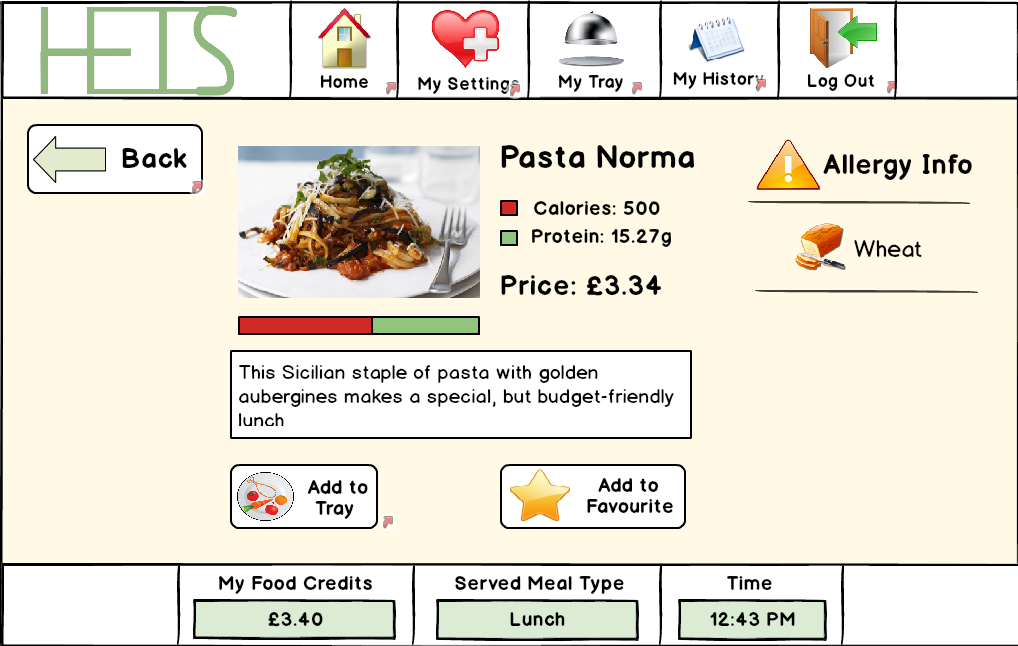 HETS
Home
My Settings
My Tray
My History
Log Out
Back
Pasta Norma
Calories: 500
Protein: 15.27g
Price: £3.34
Allergy Info
Wheat
This Sicilian staple of pasta with golden
aubergines makes a special, but budget-friendly
lunch
Add to
Tray
Add to
Favourite
My Food Credits
£3.40
Served Meal Type
Lunch
Time
12:43 PM